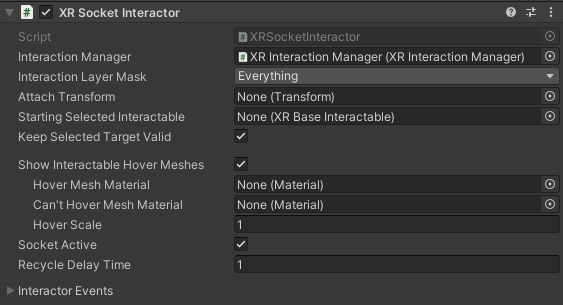 XR Socket Interactor
Script XRSocketInteractor
Interaction Manager XR Interaction Manager (XR Interaction Manager)
Interaction Layer Mask Everything
Attach Transform None (Transform)
Starting Selected Interactable None (XR Base Interactable)
Keep Selected Target Valid
Show Interactable Hover Meshes
Hover Mesh Material None (Material)
Can't Hover Mesh Material None (Material)
Hover Scale 1
Socket Active
Recycle Delay Time 1
Interactor Events